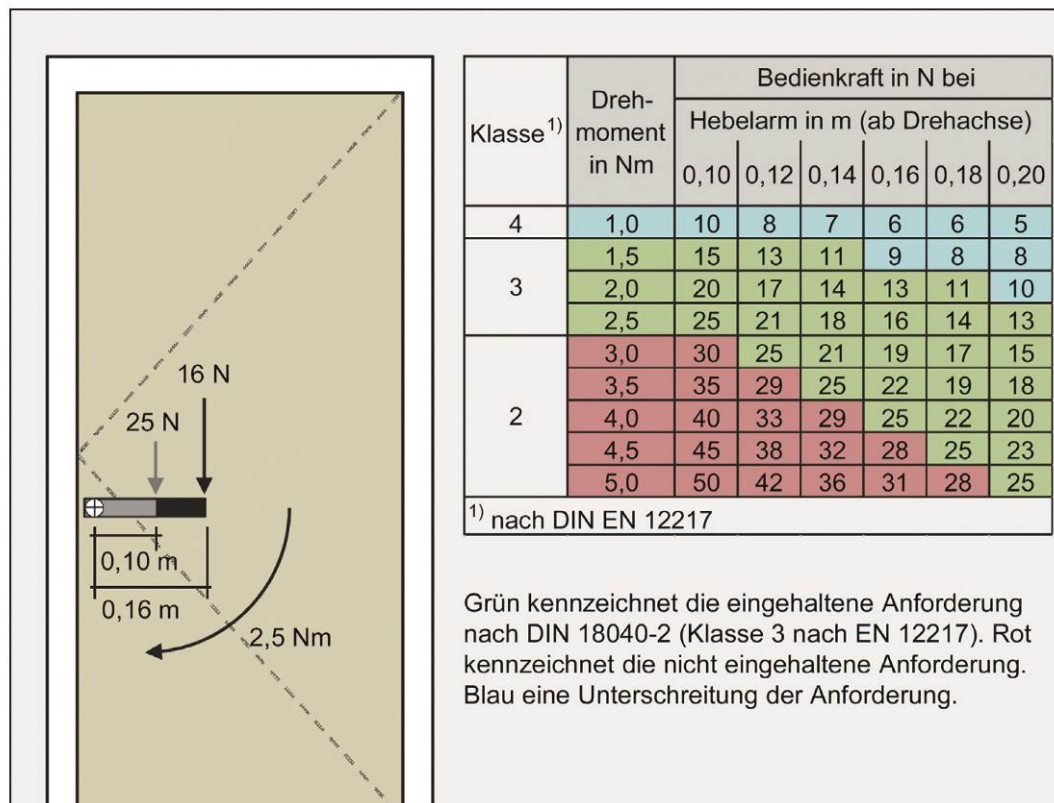 16 N
25 N
0,10 m
0,16 m
2,5 Nm
Klasse 1)
Dreh-
moment
in Nm
Bedienkraft in N bei
Hebelarm in m (ab Drehachse)
0,10 0,12 0,14 0,16 0,18 0,20
4 1,0 10 8 7 6 6 5
3
1,5 15 13 11 9 8 8
2,0 20 17 14 13 11 10
2,5 25 21 18 16 14 13
2
3,0 30 25 21 19 17 15
3,5 35 29 25 22 19 18
4,0 40 33 29 25 22 20
4,5 45 38 32 28 25 23
5,0 50 42 36 31 28 25
1) nach DIN EN 12217
Grün kennzeichnet die eingehaltene Anforderung
nach DIN 18040-2 (Klasse 3 nach EN 12217). Rot
kennzeichnet die nicht eingehaltene Anforderung.
Blau eine Unterschreitung der Anforderung.